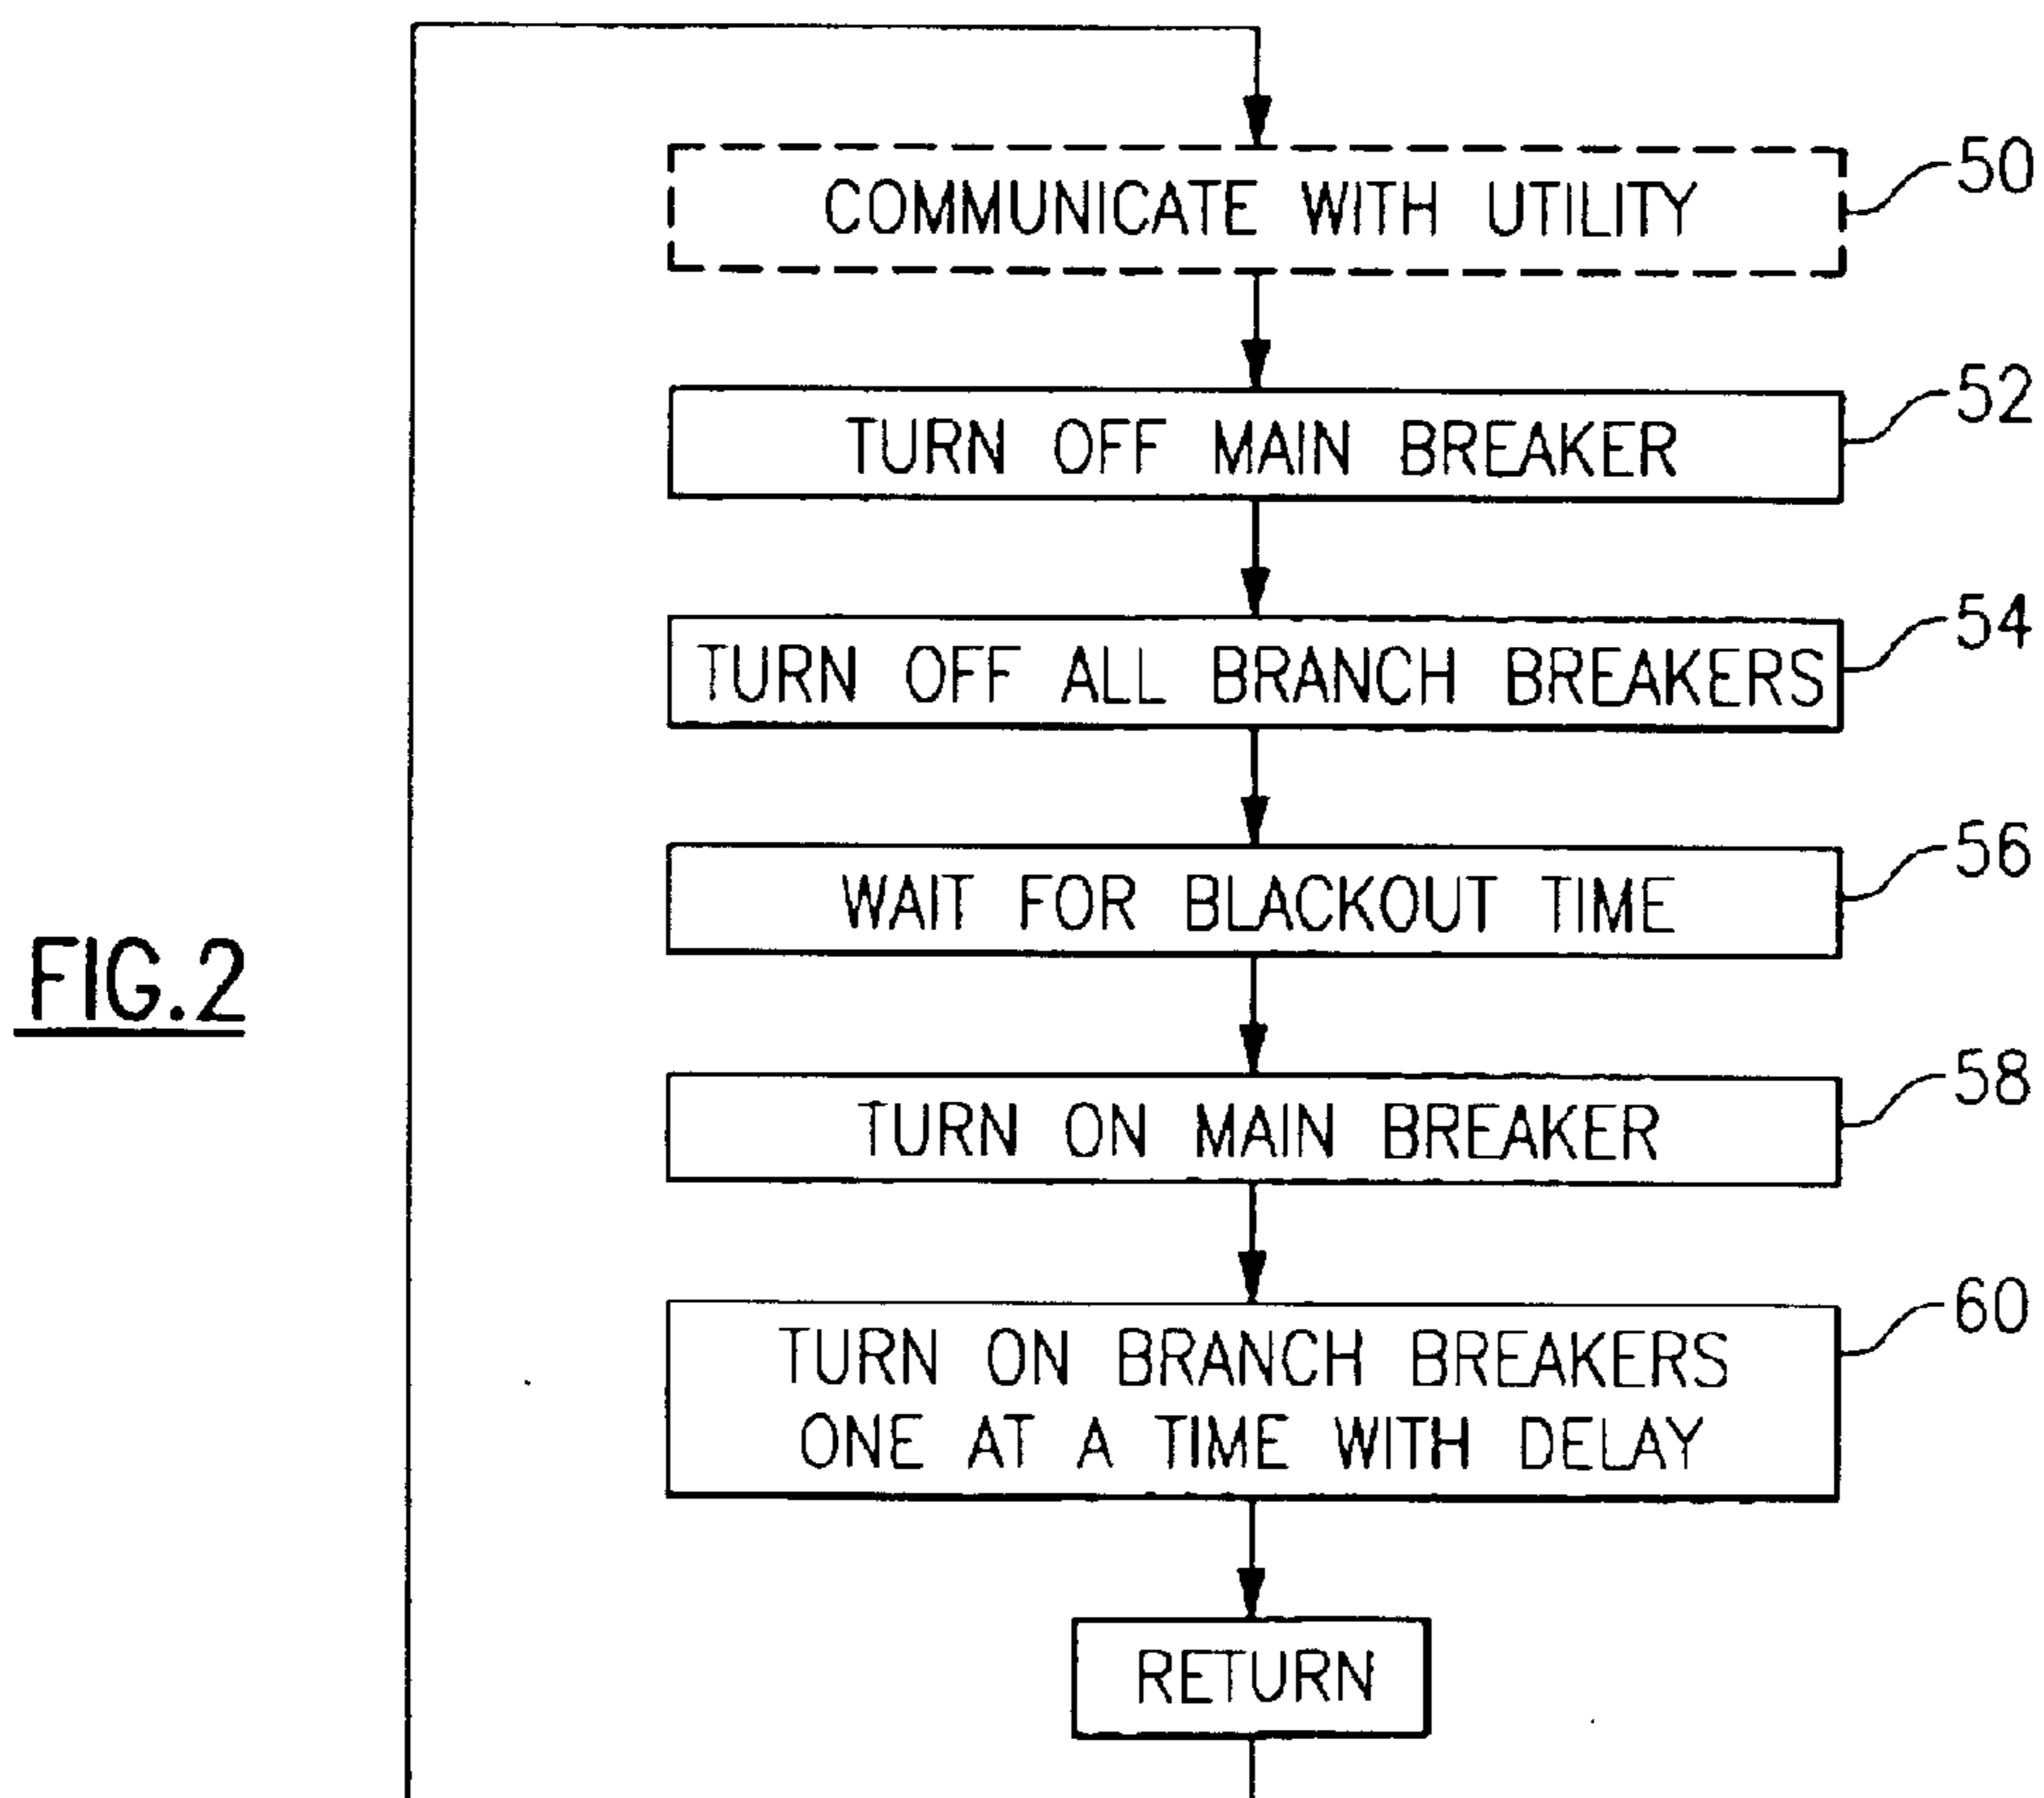 COMMUNICATE WITH UTILITY
50
TURN OFF MAIN BREAKER
52
TURN OFF ALL BRANCH BREAKERS
54
WAIT FOR BLACKOUT TIME
56
FIG.2
TURN ON MAIN BREAKER
58
TURN ON BRANCH BREAKERS
ONE AT A TIME WITH DELAY
60
RETURN